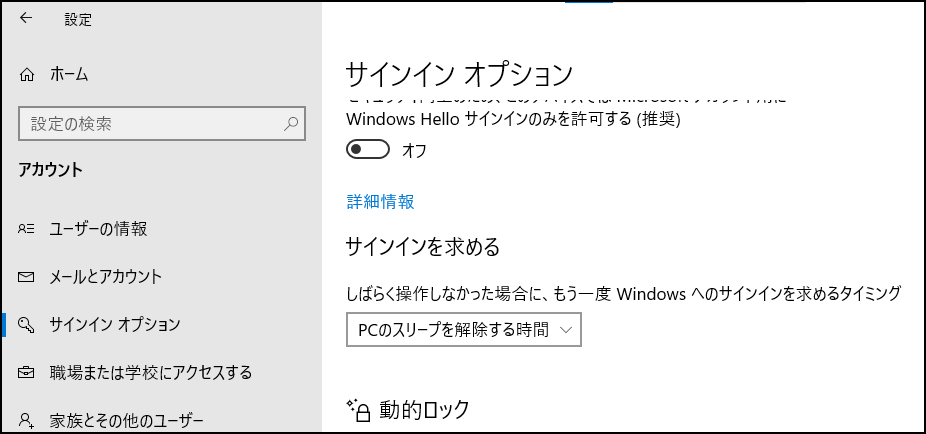 設定
ホーム
設定の検索
アカウント
ユーザーの情報
メールとアカウント
サインイン オプション
職場または学校にアクセスする
家族とその他のユーザー
サインイン オプション
Windows Hello サインインのみを許可する (推奨)
オフ
詳細情報
サインインを求める
しばらく操作しなかった場合に、もう一度 Windows へのサインインを求めるタイミング
PCのスリープを解除する時間
動的ロック